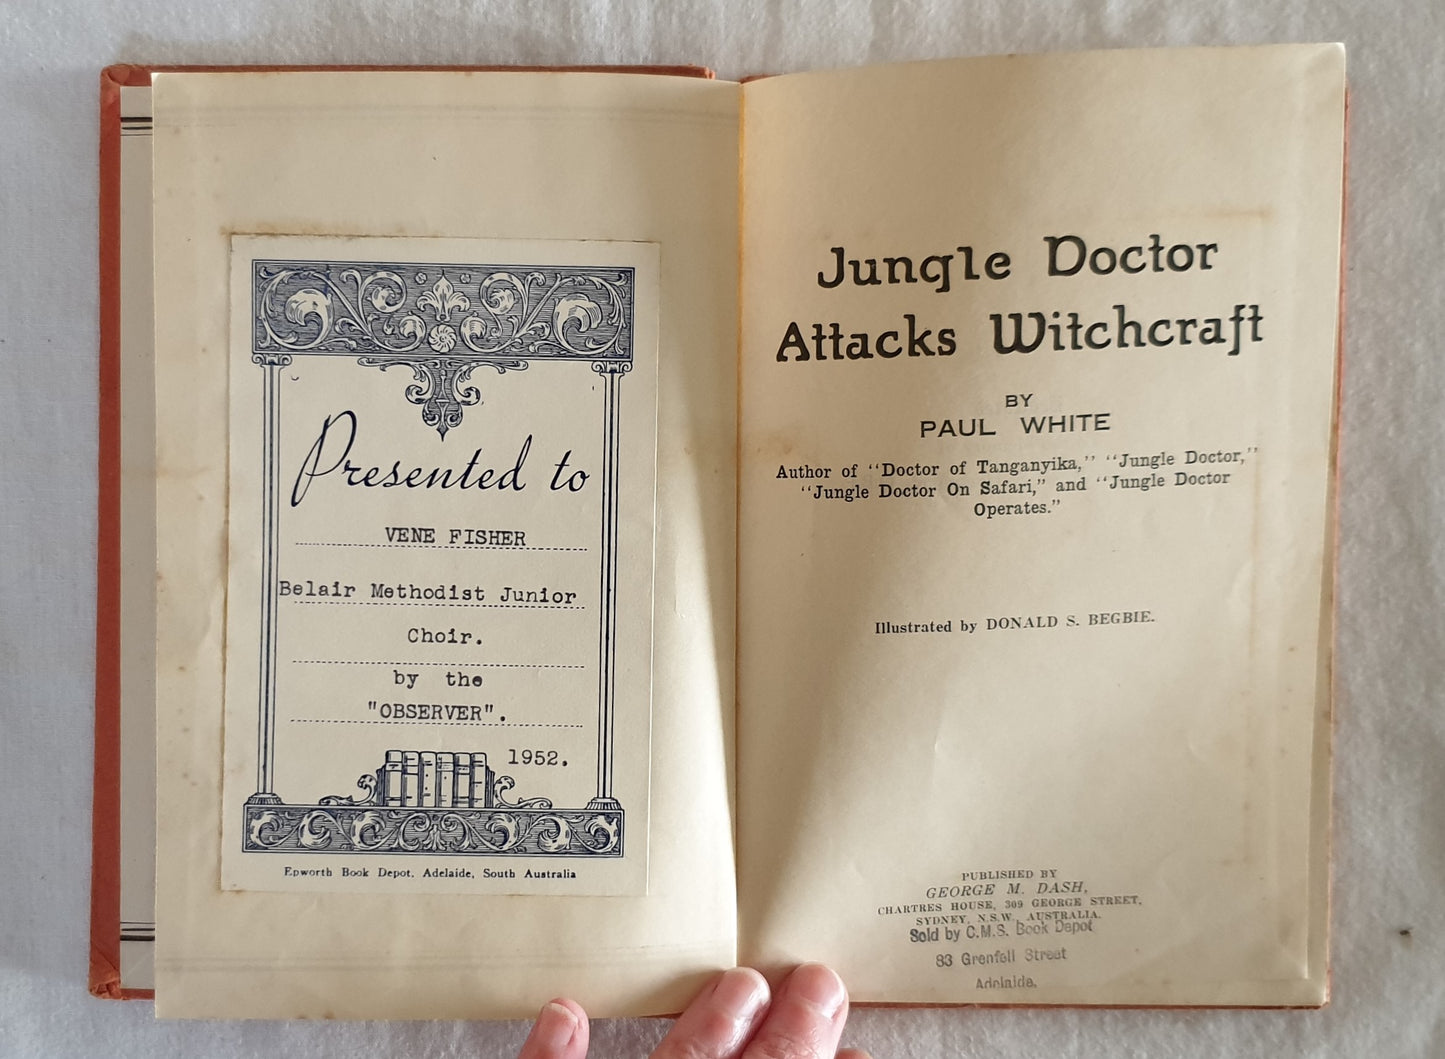 Presented to
VENE FISHER
Belair Methodist Junior
Choir.
by the
"OBSERVER".
1952.
Epworth Book Depot. Adelaide, South Australia
Jungle Doctor
Attacks Witchcraft
BY
PAUL WHITE
Author of "Doctor of Tanganyika," "Jungle Doctor,"
"Jungle Doctor On Safari," and "Jungle Doctor
Operates."
Illustrated by DONALD S. BEGBIE.
PUBLISHED BY
GEORGE M. DASH,
CHARTRES HOUSE, 309 GEORGE STREET,
SYDNEY, N.S.W., AUSTRALIA.
Sold by C.M.S. Book Depot
83 Grenfell Street
Adelaide.